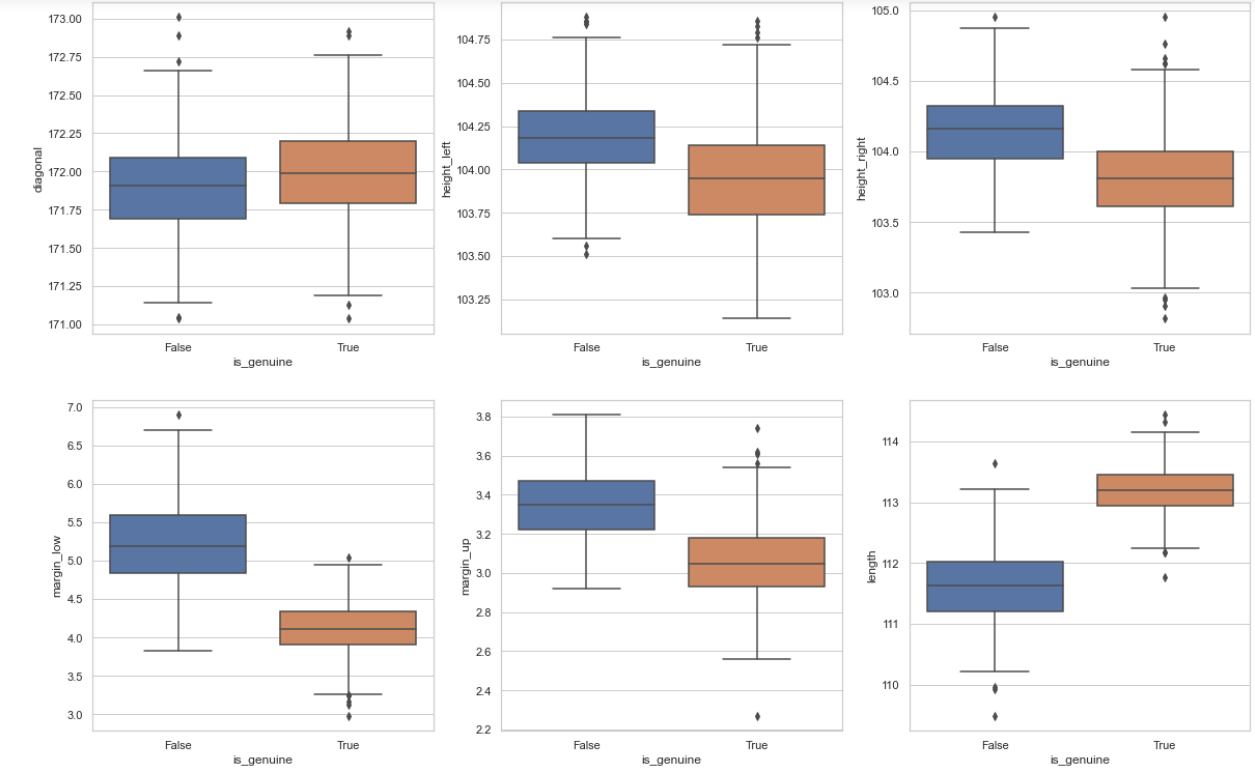 173.00
172.75
172.50
172.25
172.00
171.75
171.50
171.25
171.00
diagonal
False True
is_genuine
104.75
104.50
104.25
104.00
103.75
103.50
103.25
height_left
False True
is_genuine
105.0
104.5
104.0
103.5
103.0
height_right
False True
is_genuine
7.0
6.5
6.0
5.5
5.0
4.5
4.0
3.5
3.0
margin_low
False True
is_genuine
3.8
3.6
3.4
3.2
3.0
2.8
2.6
2.4
2.2
margin_up
False True
is_genuine
114
113
112
111
110
length
False True
is_genuine